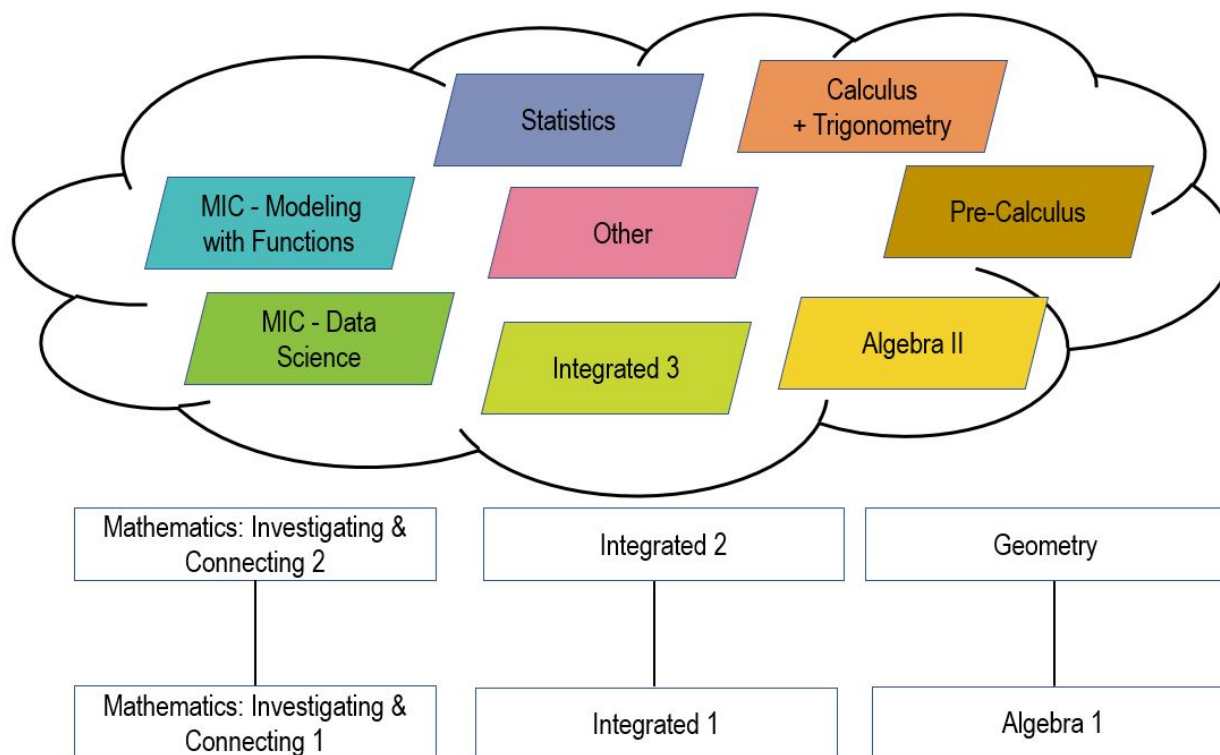 Statistics
Calculus
+ Trigonometry
MIC - Modeling
with Functions
Other
Pre-Calculus
MIC - Data
Science
Integrated 3
Algebra II
Mathematics: Investigating &
Connecting 2
Integrated 2
Geometry
Mathematics: Investigating &
Connecting 1
Integrated 1
Algebra 1